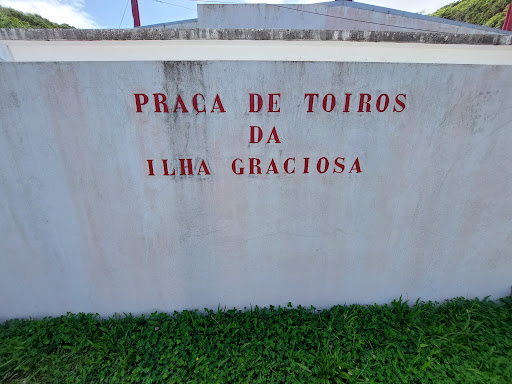 PRAÇA DE TOIROS
DA
ILHA GRACIOSA